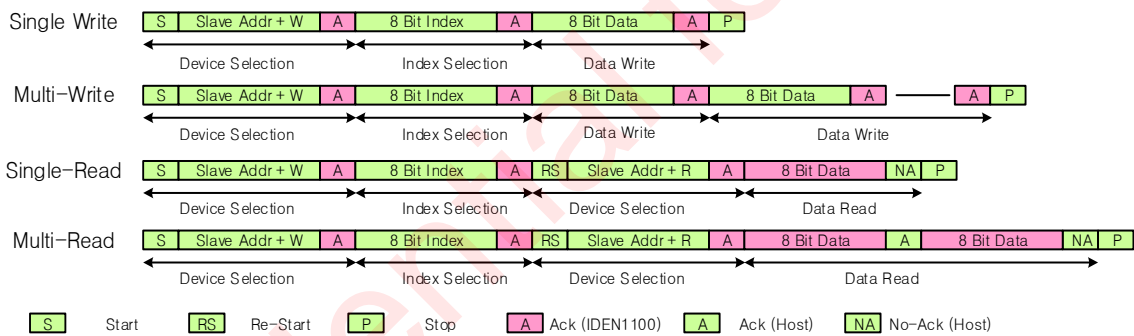 Single Write S Slave Addr + W A 8 Bit Index A 8 Bit Data A P
Device Selection Index Selection Data Write
Multi-Write S Slave Addr + W A 8 Bit Index A 8 Bit Data A 8 Bit Data A A P
Device Selection Index Selection Data Write Data Write
Single-Read S Slave Addr + W A 8 Bit Index A RS Slave Addr + R A 8 Bit Data NA P
Device Selection Index Selection Device Selection Data Read
Multi-Read S Slave Addr + W A 8 Bit Index A RS Slave Addr + R A 8 Bit Data A 8 Bit Data NA P
Device Selection Index Selection Device Selection Data Read
S Start RS Re-Start P Stop A Ack (IDEN1100) A Ack (Host) NA No-Ack (Host)